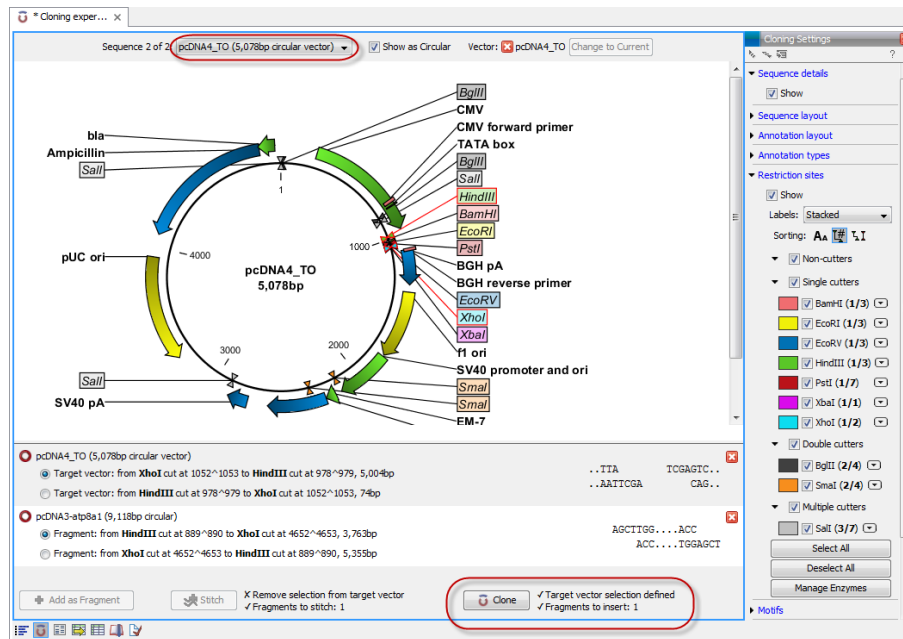 * Cloning exper... ×
Sequence 2 of 2 pcDNA4_TO (5,078bp circular vector) Show as Circular Vector: pcDNA4_TO Change to Current
Cloning Settings
?
Sequence details
Show
Sequence layout
Annotation layout
Annotation types
Restriction sites
Show
Labels: Stacked
Sorting:
Non-cutters
Single cutters
BamHI (1/3)
EcoRI (1/3)
EcoRV (1/3)
HindIII (1/3)
PstI (1/7)
XbaI (1/1)
XhoI (1/2)
Double cutters
BglII (2/4)
SmaI (2/4)
Multiple cutters
SalI (3/7)
Select All
Deselect All
Manage Enzymes
Motifs
BglII
CMV
CMV forward primer
TATA box
BglII
SalI
HindIII
BamHI
EcoRI
PstI
BGH pA
BGH reverse primer
EcoRV
XhoI
XbaI
f1 ori
SV40 promoter and ori
SmaI
SmaI
EM-7
bla
Ampicillin
SalI
pUC ori
SalI
SV40 pA
1
1000
2000
3000
4000
pcDNA4_TO
5,078bp
pcDNA4_TO (5,078bp circular vector)
Target vector: from XhoI cut at 1052^1053 to HindIII cut at 978^979, 5,004bp
Target vector: from HindIII cut at 978^979 to XhoI cut at 1052^1053, 74bp
..TTA TCGAGTC..
..AATTCGA CAG..
pcDNA3-atp8a1 (9,118bp circular)
Fragment: from HindIII cut at 889^890 to XhoI cut at 4652^4653, 3,763bp
Fragment: from XhoI cut at 4652^4653 to HindIII cut at 889^890, 5,355bp
AGCTTGG....ACC
ACC....TGGAGCT
Add as Fragment
Stitch
✗ Remove selection from target vector
✓ Fragments to stitch: 1
Clone
✓ Target vector selection defined
✓ Fragments to insert: 1